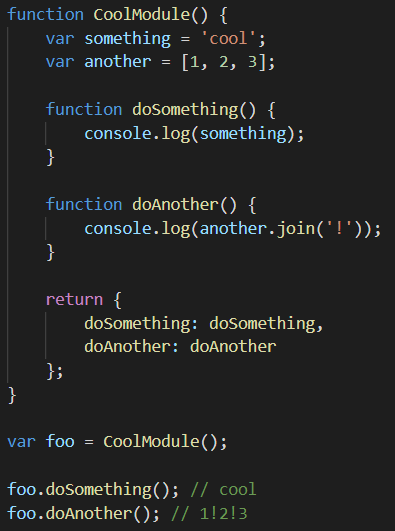 function CoolModule() {
    var something = 'cool';
    var another = [1, 2, 3];

    function doSomething() {
        console.log(something);
    }

    function doAnother() {
        console.log(another.join('!'));
    }

    return {
        doSomething: doSomething,
        doAnother: doAnother
    };
}

var foo = CoolModule();

foo.doSomething(); // cool
foo.doAnother(); // 1!2!3